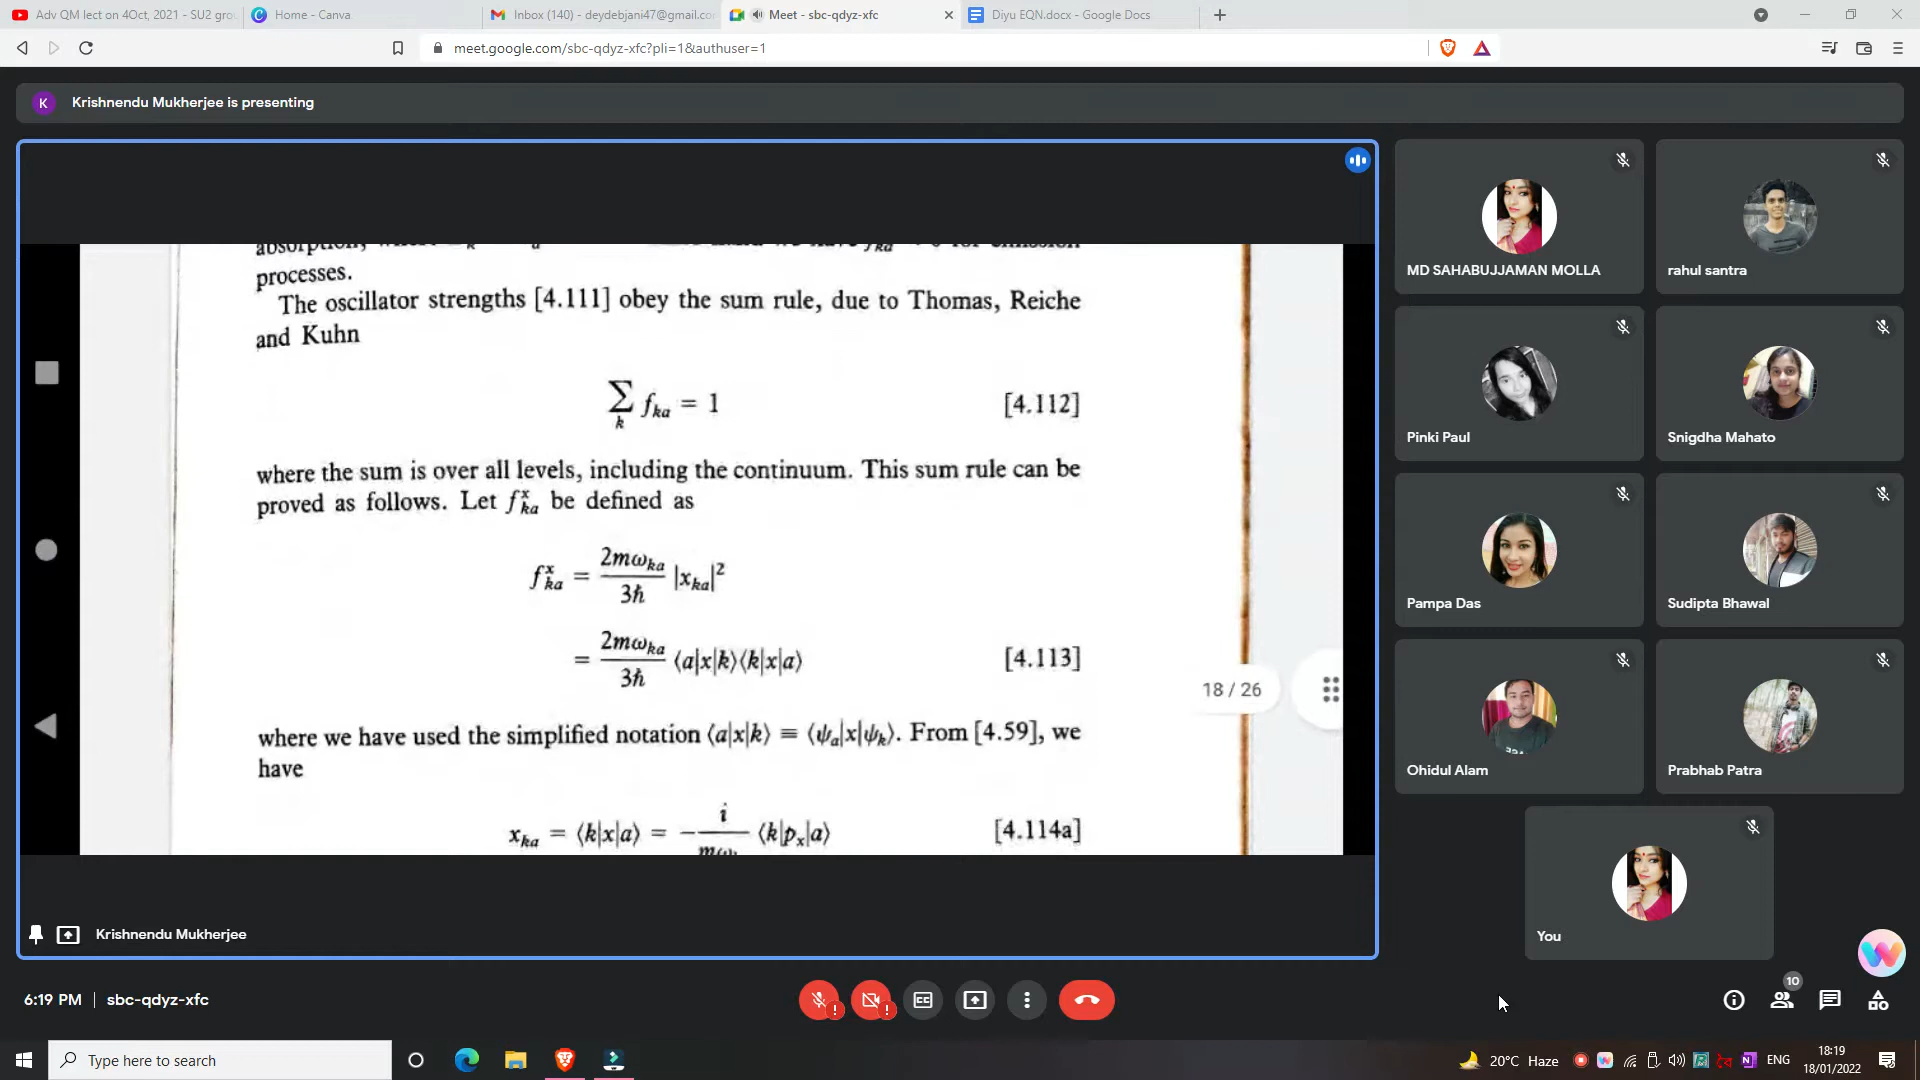 Adv QM lect on 4Oct, 2021 - SU2 gro
Home - Canva
Inbox (140) - deydebjani47@gmail.co
Meet - sbc-qdyz-xfc
Diyu EQN.docx - Google Docs
meet.google.com/sbc-qdyz-xfc?pli=1&authuser=1
K
Krishnendu Mukherjee is presenting
processes.
The oscillator strengths [4.111] obey the sum rule, due to Thomas, Reiche
and Kuhn
∑_k f_ka = 1 [4.112]
where the sum is over all levels, including the continuum. This sum rule can be
proved as follows. Let f^x_ka be defined as
f^x_ka = 2mω_ka/3ħ |x_ka|²
= 2mω_ka/3ħ ⟨a|x|k⟩⟨k|x|a⟩ [4.113]
where we have used the simplified notation ⟨a|x|k⟩ ≡ ⟨ψ_a|x|ψ_k⟩. From [4.59], we
have
x_ka = ⟨k|x|a⟩ = − i/mω ⟨k|p_x|a⟩ [4.114a]
18 / 26
Krishnendu Mukherjee
MD SAHABUJJAMAN MOLLA
rahul santra
Pinki Paul
Snigdha Mahato
Pampa Das
Sudipta Bhawal
Ohidul Alam
Prabhab Patra
You
6:19 PM | sbc-qdyz-xfc
CC
10
Type here to search
20°C Haze
ENG
18:19
18/01/2022